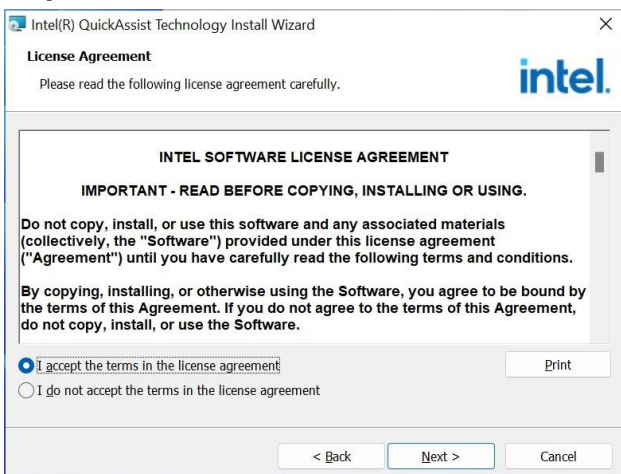 Intel(R) QuickAssist Technology Install Wizard
License Agreement
Please read the following license agreement carefully.
intel.
INTEL SOFTWARE LICENSE AGREEMENT
IMPORTANT - READ BEFORE COPYING, INSTALLING OR USING.
Do not copy, install, or use this software and any associated materials
(collectively, the "Software") provided under this license agreement
("Agreement") until you have carefully read the following terms and conditions.
By copying, installing, or otherwise using the Software, you agree to be bound by
the terms of this Agreement. If you do not agree to the terms of this Agreement,
do not copy, install, or use the Software.
I accept the terms in the license agreement
Print
I do not accept the terms in the license agreement
< Back
Next >
Cancel